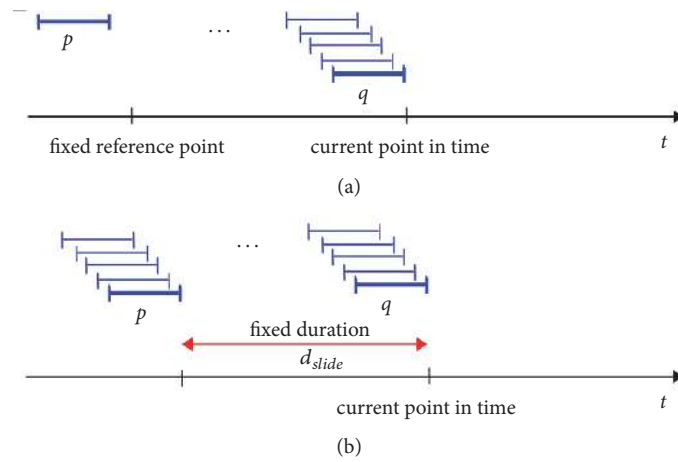 p
...
q
fixed reference point
current point in time
t
(a)
...
p
q
fixed duration
d_slide
current point in time
t
(b)